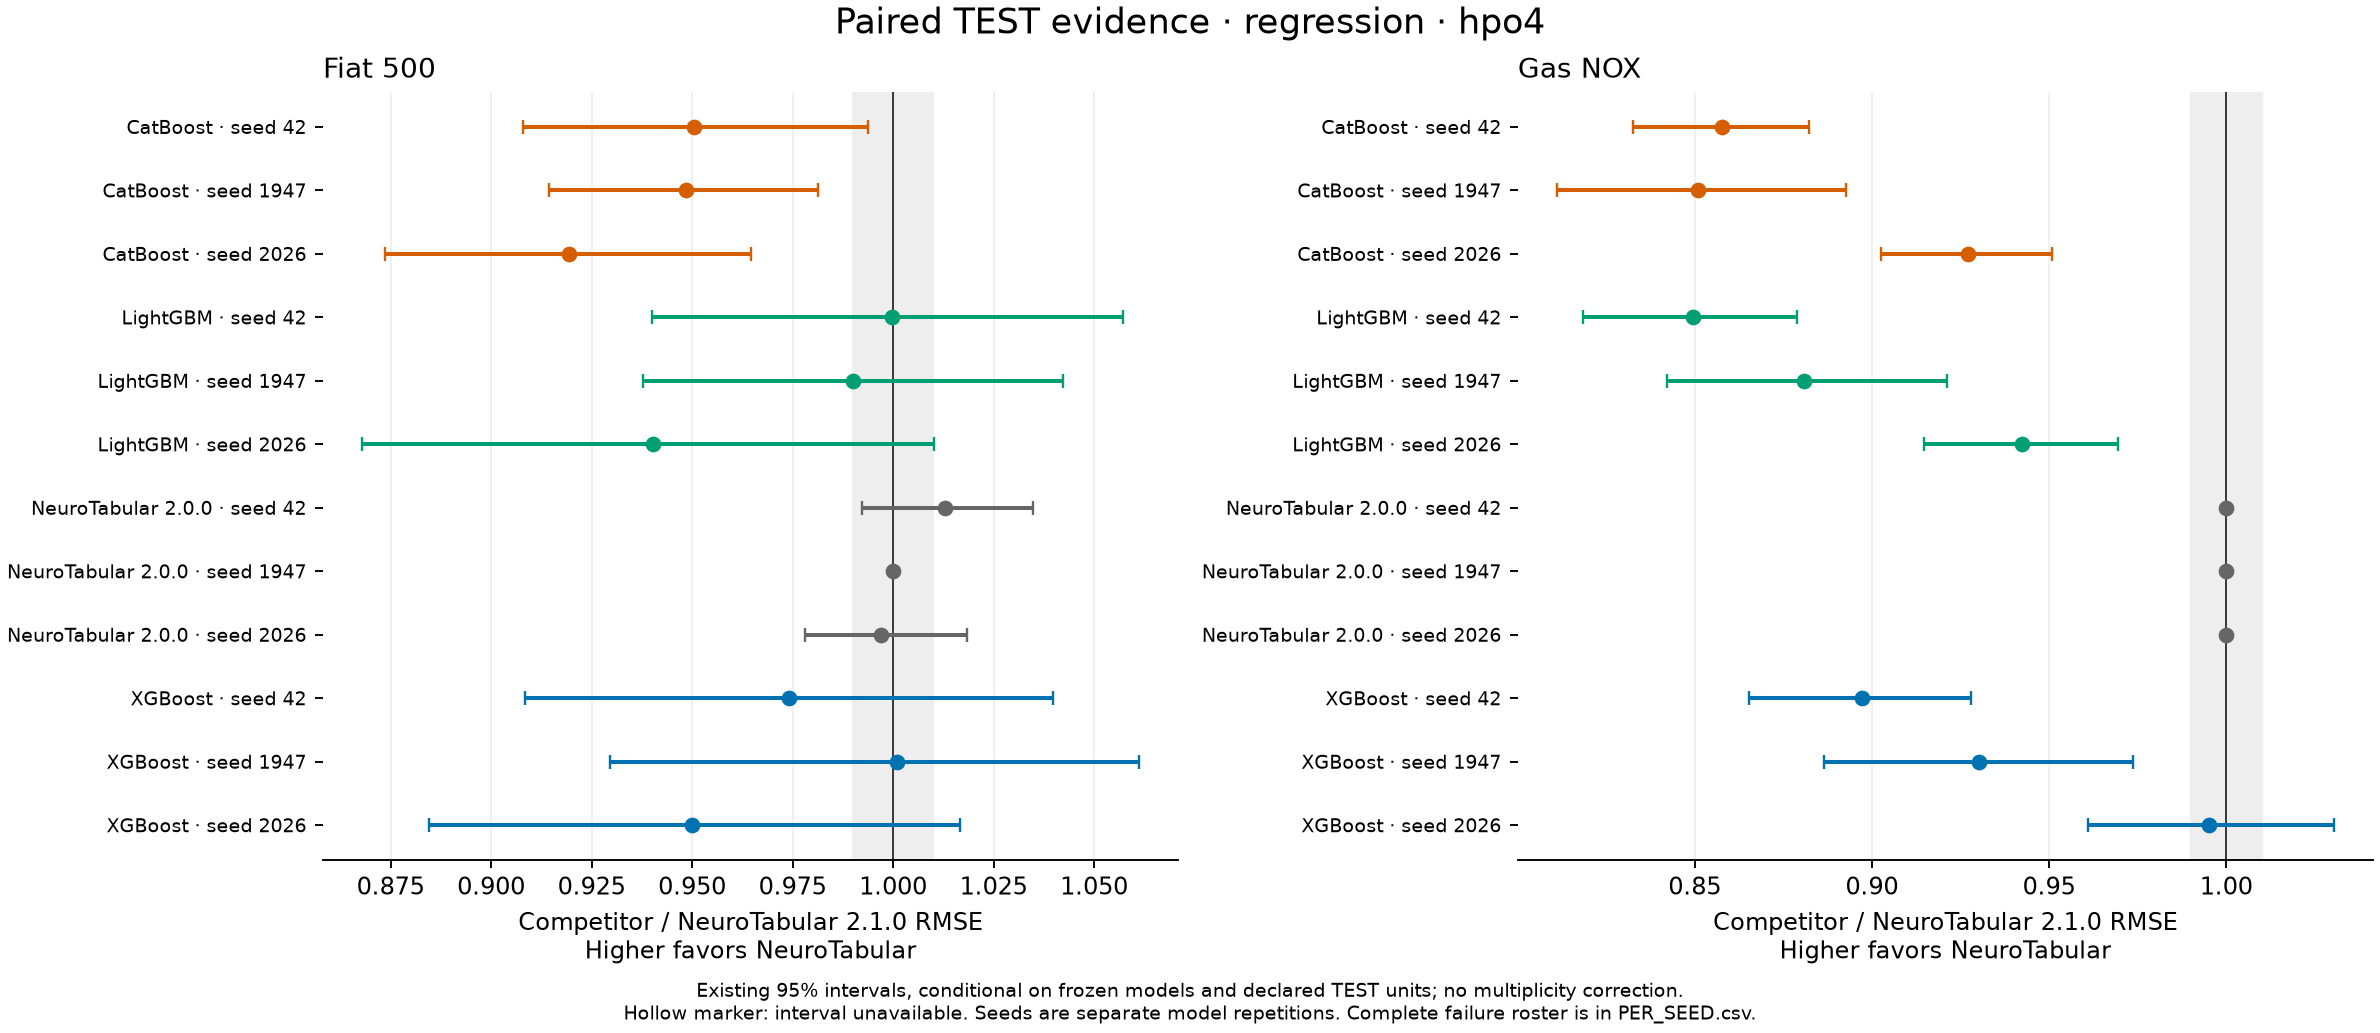 Paired TEST evidence · regression · hpo4
Fiat 500
CatBoost · seed 42
CatBoost · seed 1947
CatBoost · seed 2026
LightGBM · seed 42
LightGBM · seed 1947
LightGBM · seed 2026
NeuroTabular 2.0.0 · seed 42
NeuroTabular 2.0.0 · seed 1947
NeuroTabular 2.0.0 · seed 2026
XGBoost · seed 42
XGBoost · seed 1947
XGBoost · seed 2026
0.875 0.900 0.925 0.950 0.975 1.000 1.025 1.050
Competitor / NeuroTabular 2.1.0 RMSE
Higher favors NeuroTabular
Gas NOX
CatBoost · seed 42
CatBoost · seed 1947
CatBoost · seed 2026
LightGBM · seed 42
LightGBM · seed 1947
LightGBM · seed 2026
NeuroTabular 2.0.0 · seed 42
NeuroTabular 2.0.0 · seed 1947
NeuroTabular 2.0.0 · seed 2026
XGBoost · seed 42
XGBoost · seed 1947
XGBoost · seed 2026
0.85 0.90 0.95 1.00
Competitor / NeuroTabular 2.1.0 RMSE
Higher favors NeuroTabular
Existing 95% intervals, conditional on frozen models and declared TEST units; no multiplicity correction.
Hollow marker: interval unavailable. Seeds are separate model repetitions. Complete failure roster is in PER_SEED.csv.